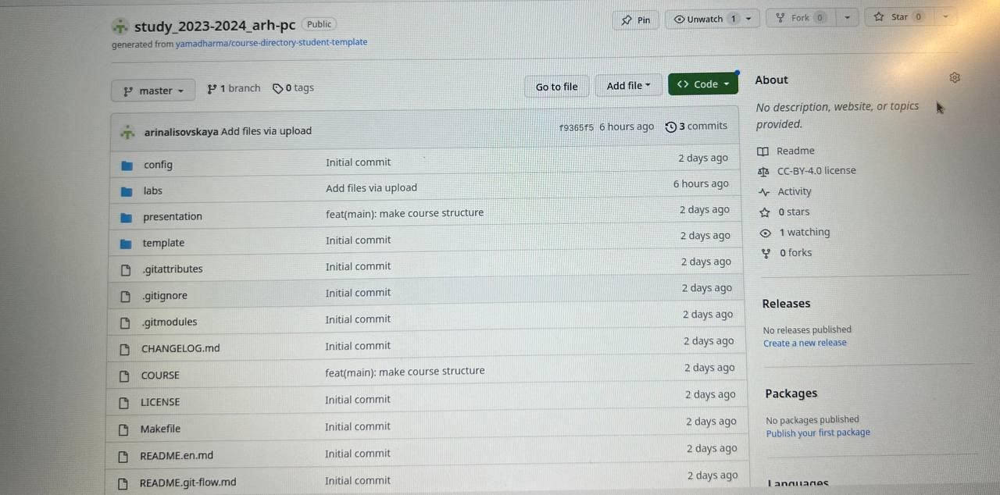 study_2023-2024_arh-pc Public
Pin Unwatch 1 Fork 0 Star 0
generated from yamadharma/course-directory-student-template
master 1 branch 0 tags Go to file Add file <> Code
arinalisovskaya Add files via upload f9365f5 6 hours ago 3 commits
config Initial commit 2 days ago
labs Add files via upload 6 hours ago
presentation feat(main): make course structure 2 days ago
template Initial commit 2 days ago
.gitattributes Initial commit 2 days ago
.gitignore Initial commit 2 days ago
.gitmodules Initial commit 2 days ago
CHANGELOG.md Initial commit 2 days ago
COURSE feat(main): make course structure 2 days ago
LICENSE Initial commit 2 days ago
Makefile Initial commit 2 days ago
README.en.md Initial commit 2 days ago
README.git-flow.md Initial commit 2 days ago
About
No description, website, or topics
provided.
Readme
CC-BY-4.0 license
Activity
0 stars
1 watching
0 forks
Releases
No releases published
Create a new release
Packages
No packages published
Publish your first package
Languages